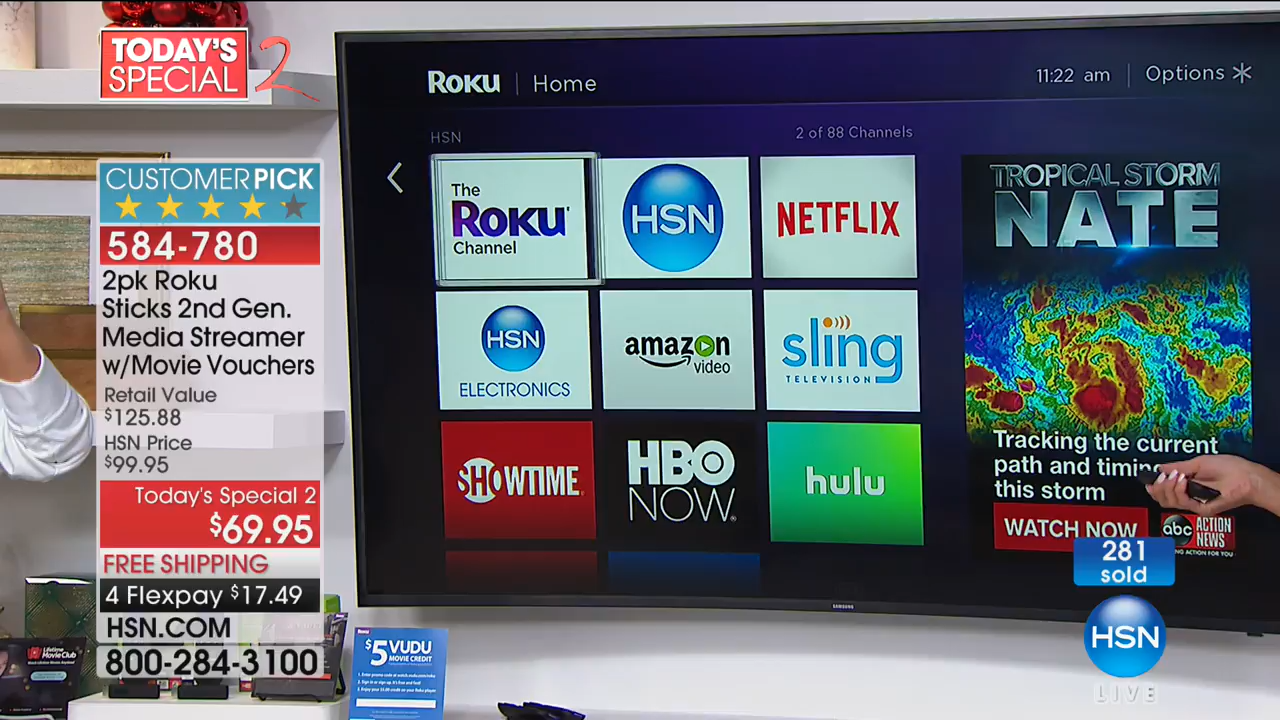 TODAY'S
SPECIAL 2
CUSTOMER PICK
584-780
2pk Roku
Sticks 2nd Gen.
Media Streamer
w/Movie Vouchers
Retail Value
$125.88
HSN Price
$99.95
Today's Special 2
$69.95
FREE SHIPPING
4 Flexpay $17.49
HSN.COM
800-284-3100
Roku | Home
11:22 am | Options
HSN
2 of 88 Channels
The
Roku
Channel
HSN
NETFLIX
HSN
ELECTRONICS
amazon
video
sling
TELEVISION
SHOWTIME
HBO
NOW
hulu
TROPICAL STORM
NATE
Tracking the current
path and timing
this storm
WATCH NOW
abc ACTION
NEWS
281
sold
HSN
LIVE
Roku
$5 VUDU
MOVIE CREDIT
Lifetime
MovieClub
SAMSUNG